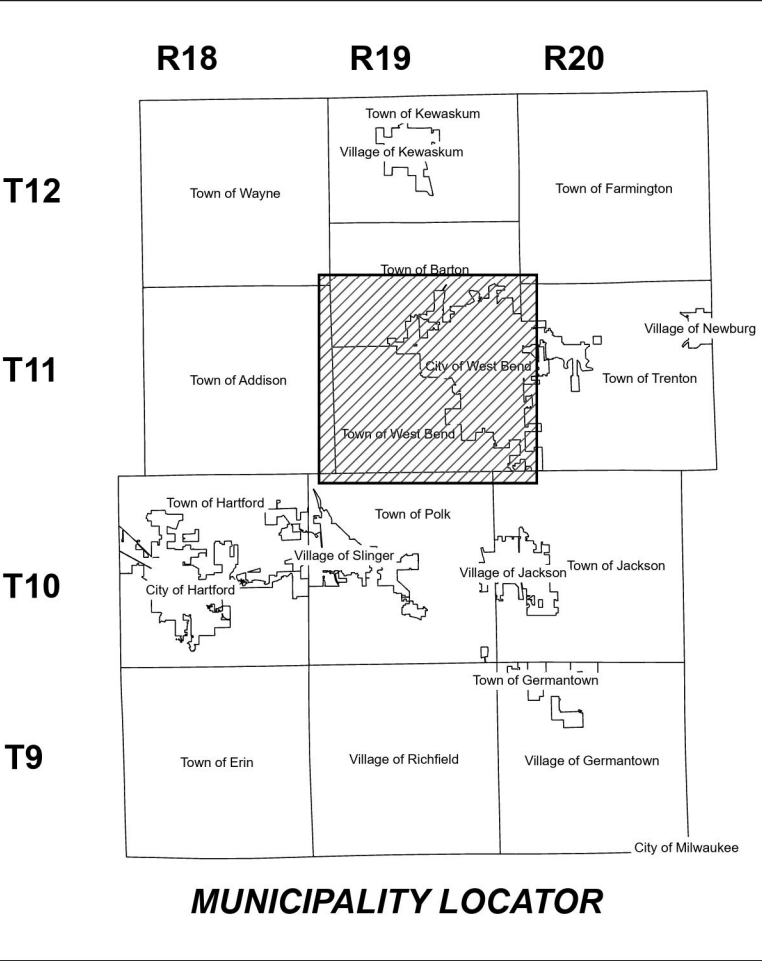 R18 R19 R20
Town of Kewaskum
Village of Kewaskum
T12
Town of Wayne
Town of Farmington
Town of Barton
Village of Newburg
T11
City of West Bend
Town of Addison
Town of Trenton
Town of West Bend
Town of Hartford
Town of Polk
Village of Slinger
Town of Jackson
Village of Jackson
T10
City of Hartford
Town of Germantown
T9
Town of Erin
Village of Richfield
Village of Germantown
City of Milwaukee
MUNICIPALITY LOCATOR